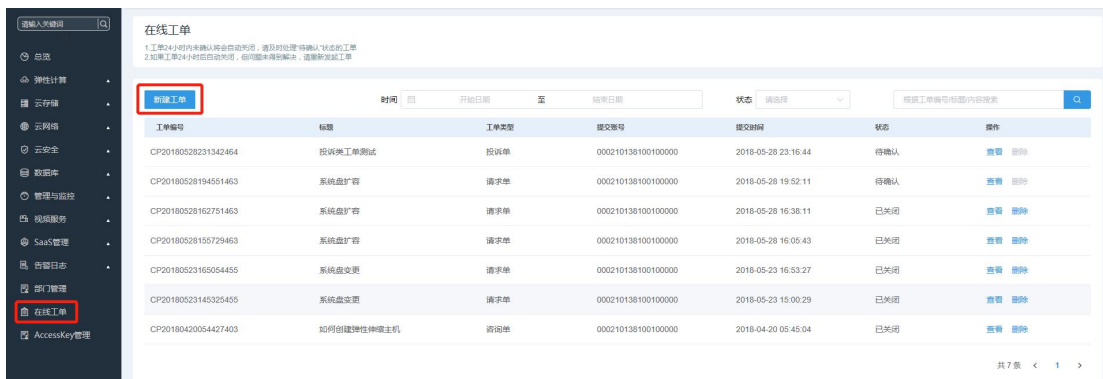 请输入关键词
总览
弹性计算
云存储
云网络
云安全
数据库
管理与监控
视频服务
SaaS管理
告警日志
部门管理
在线工单
AccessKey管理
在线工单
1.工单24小时内未确认将会自动关闭，请及时处理“待确认”状态的工单
2.如果工单24小时后自动关闭，但问题未得到解决，请重新发起工单
新建工单 时间 开始日期 至 结束日期 状态 请选择 根据工单编号/标题/内容搜索
工单编号 标题 工单类型 提交账号 提交时间 状态 操作
CP20180528231342464 投诉类工单测试 投诉单 000210138100100000 2018-05-28 23:16:44 待确认 查看 删除
CP20180528194551463 系统盘扩容 请求单 000210138100100000 2018-05-28 19:52:11 待确认 查看 删除
CP20180528162751463 系统盘扩容 请求单 000210138100100000 2018-05-28 16:38:11 已关闭 查看 删除
CP20180528155729463 系统盘扩容 请求单 000210138100100000 2018-05-28 16:05:43 已关闭 查看 删除
CP20180523165054455 系统盘变更 请求单 000210138100100000 2018-05-23 16:53:27 已关闭 查看 删除
CP20180523145325455 系统盘变更 请求单 000210138100100000 2018-05-23 15:00:29 已关闭 查看 删除
CP20180420054427403 如何创建弹性伸缩主机 咨询单 000210138100100000 2018-04-20 05:45:04 已关闭 查看 删除
共7条 < 1 >